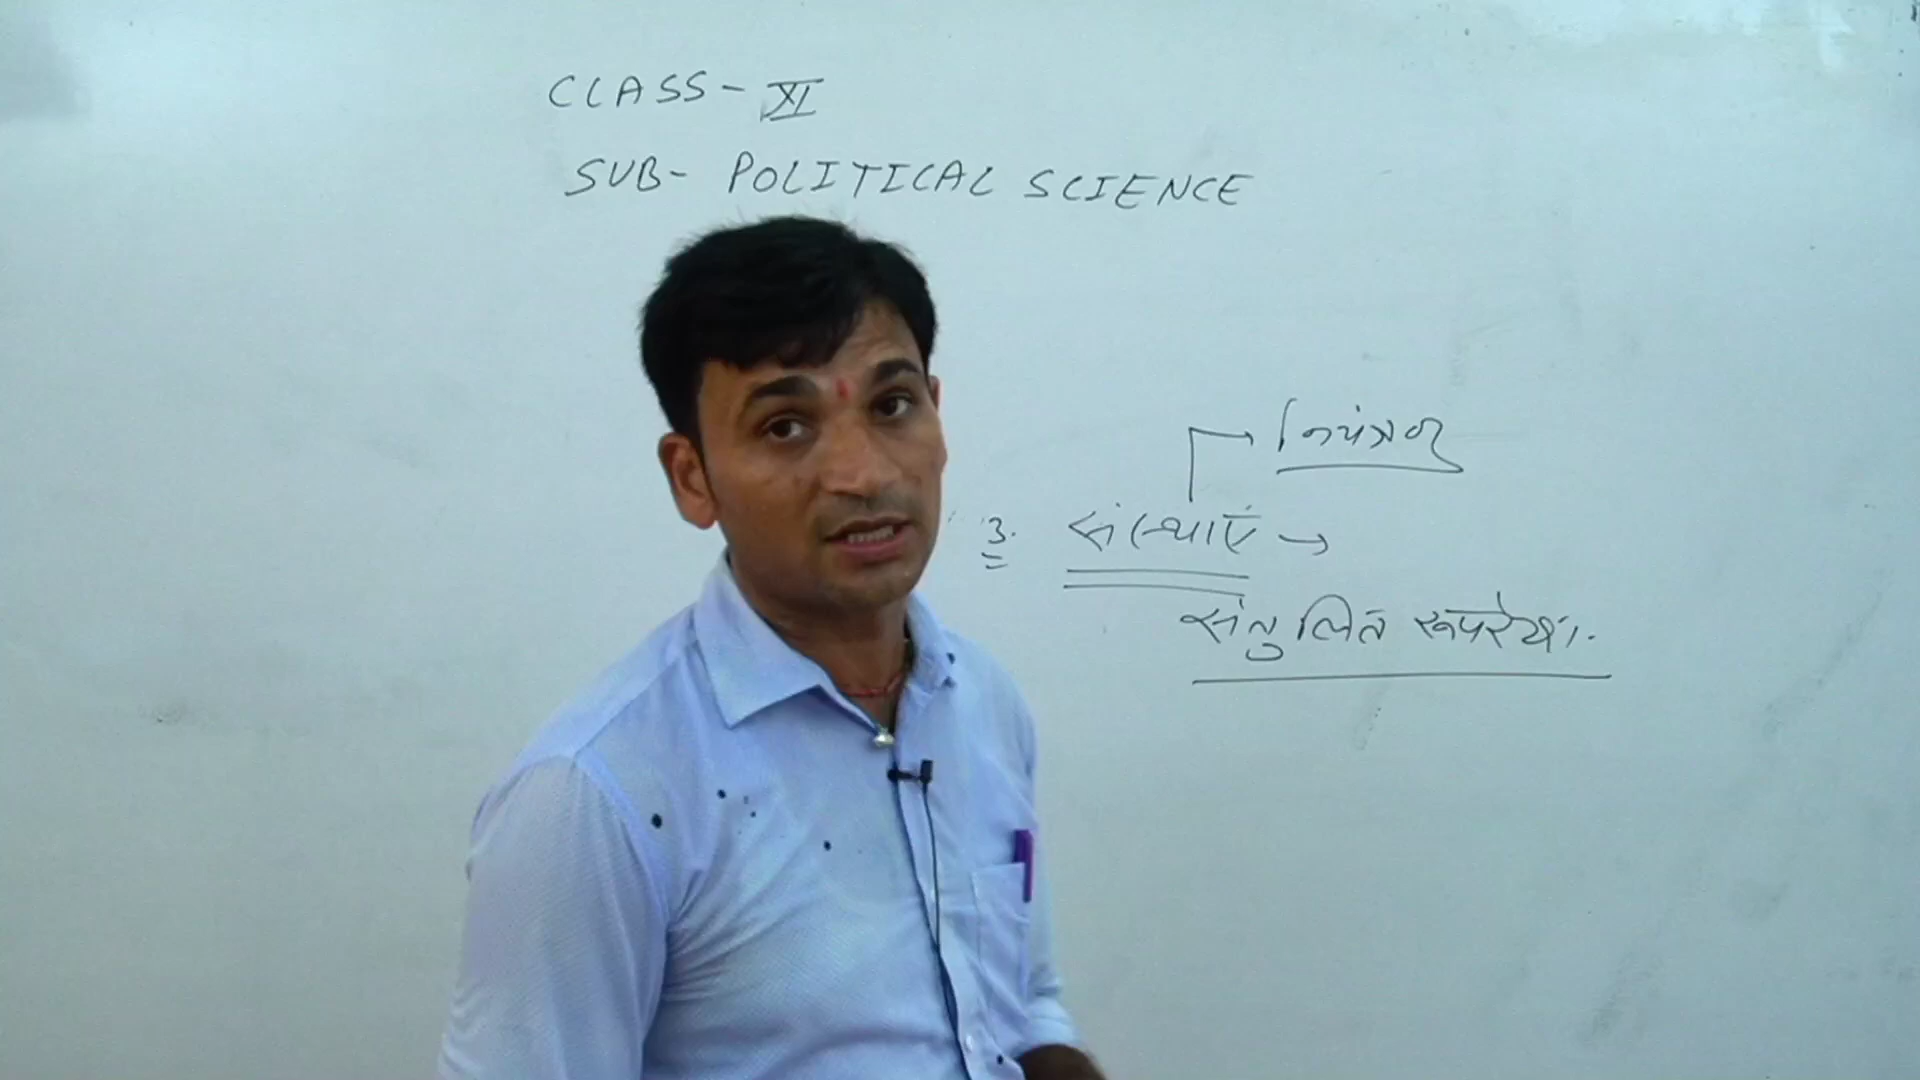 CLASS - XI
SUB- POLITICAL SCIENCE
नियंत्रण
3. संस्थाएँ →
संतुलित रूपरेखा.